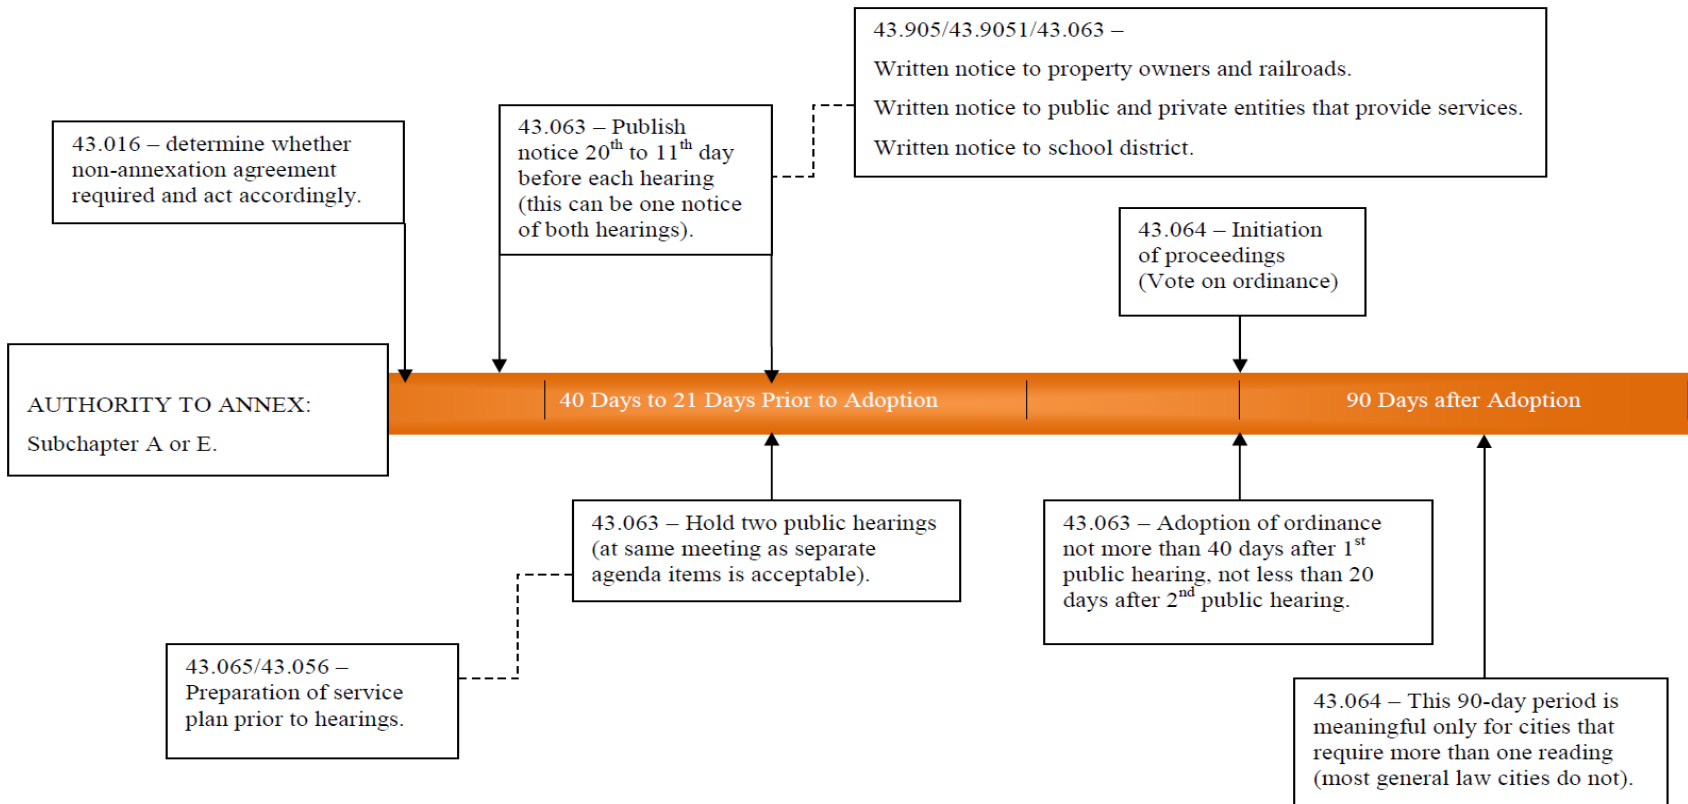 43.905/43.9051/43.063 –
Written notice to property owners and railroads.
Written notice to public and private entities that provide services.
Written notice to school district.
43.016 – determine whether
non-annexation agreement
required and act accordingly.
43.063 – Publish
notice 20th to 11th day
before each hearing
(this can be one notice
of both hearings).
43.064 – Initiation
of proceedings
(Vote on ordinance)
AUTHORITY TO ANNEX:
Subchapter A or E.
40 Days to 21 Days Prior to Adoption
90 Days after Adoption
43.063 – Hold two public hearings
(at same meeting as separate
agenda items is acceptable).
43.063 – Adoption of ordinance
not more than 40 days after 1st
public hearing, not less than 20
days after 2nd public hearing.
43.065/43.056 –
Preparation of service
plan prior to hearings.
43.064 – This 90-day period is
meaningful only for cities that
require more than one reading
(most general law cities do not).